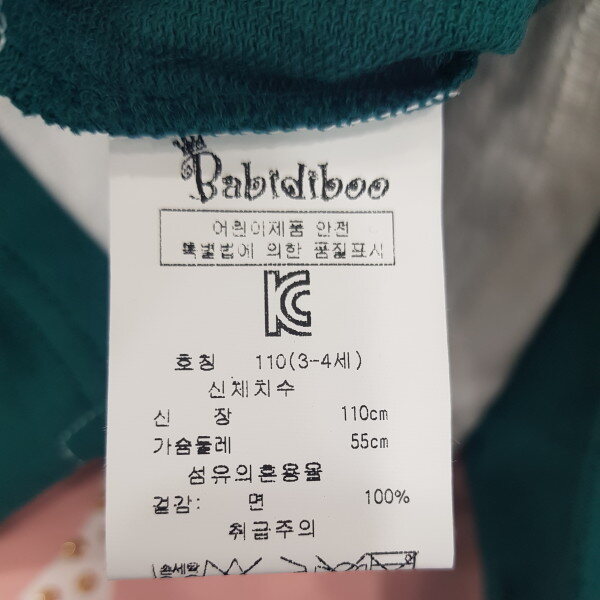 Babidiboo
어린이제품 안전
특별법에 의한 품질표시
KC
호칭 110(3-4세)
신체치수
신 장 110cm
가슴둘레 55cm
섬유의혼용율
겉감: 면 100%
취급주의